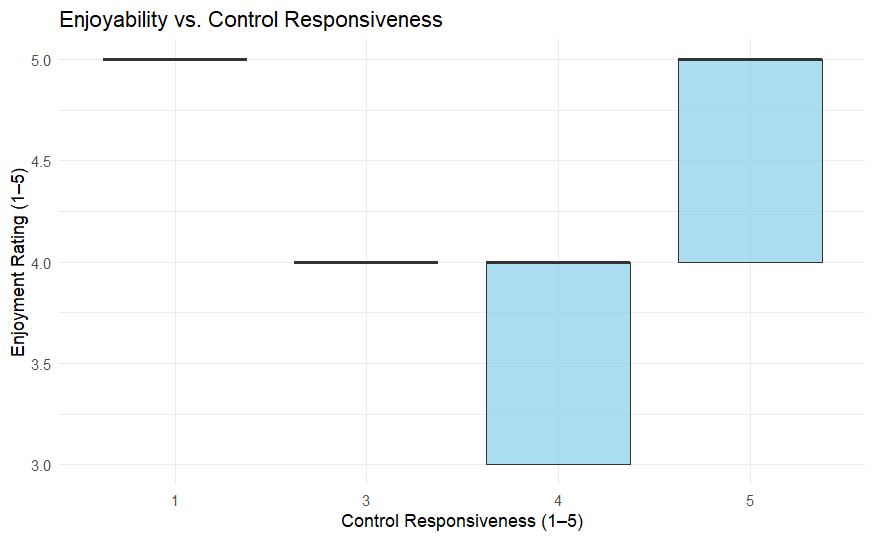 Enjoyability vs. Control Responsiveness
5.0
4.5
4.0
3.5
3.0
Enjoyment Rating (1–5)
1 3 4 5
Control Responsiveness (1–5)